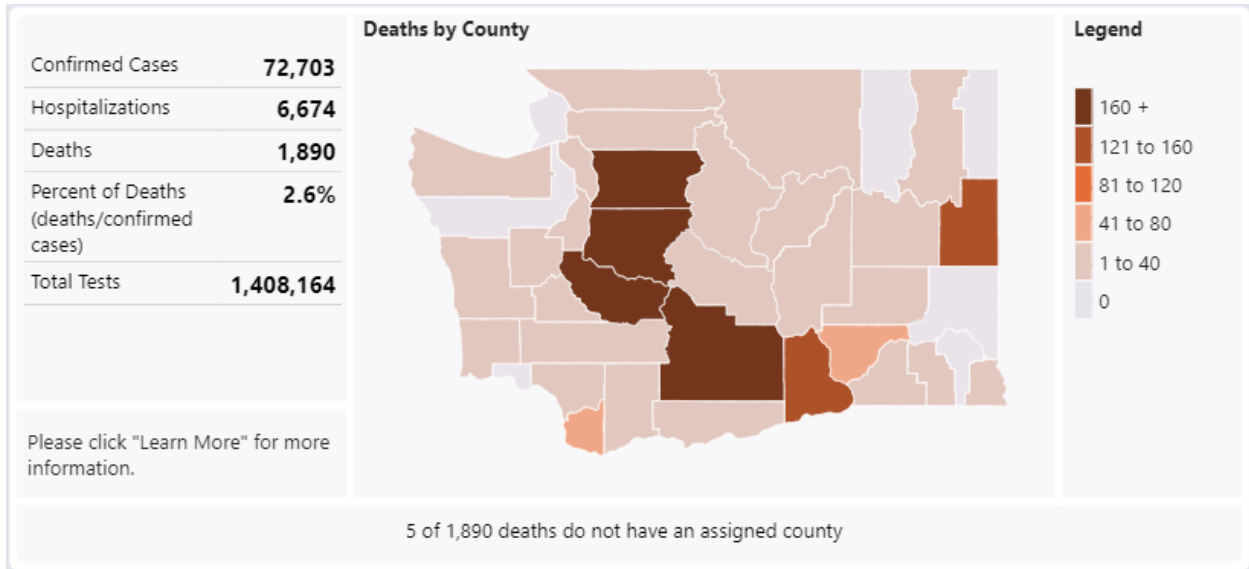 Confirmed Cases 72,703
Hospitalizations 6,674
Deaths 1,890
Percent of Deaths 2.6%
(deaths/confirmed
cases)
Total Tests 1,408,164
Please click "Learn More" for more
information.
Deaths by County
Legend
160 +
121 to 160
81 to 120
41 to 80
1 to 40
0
5 of 1,890 deaths do not have an assigned county